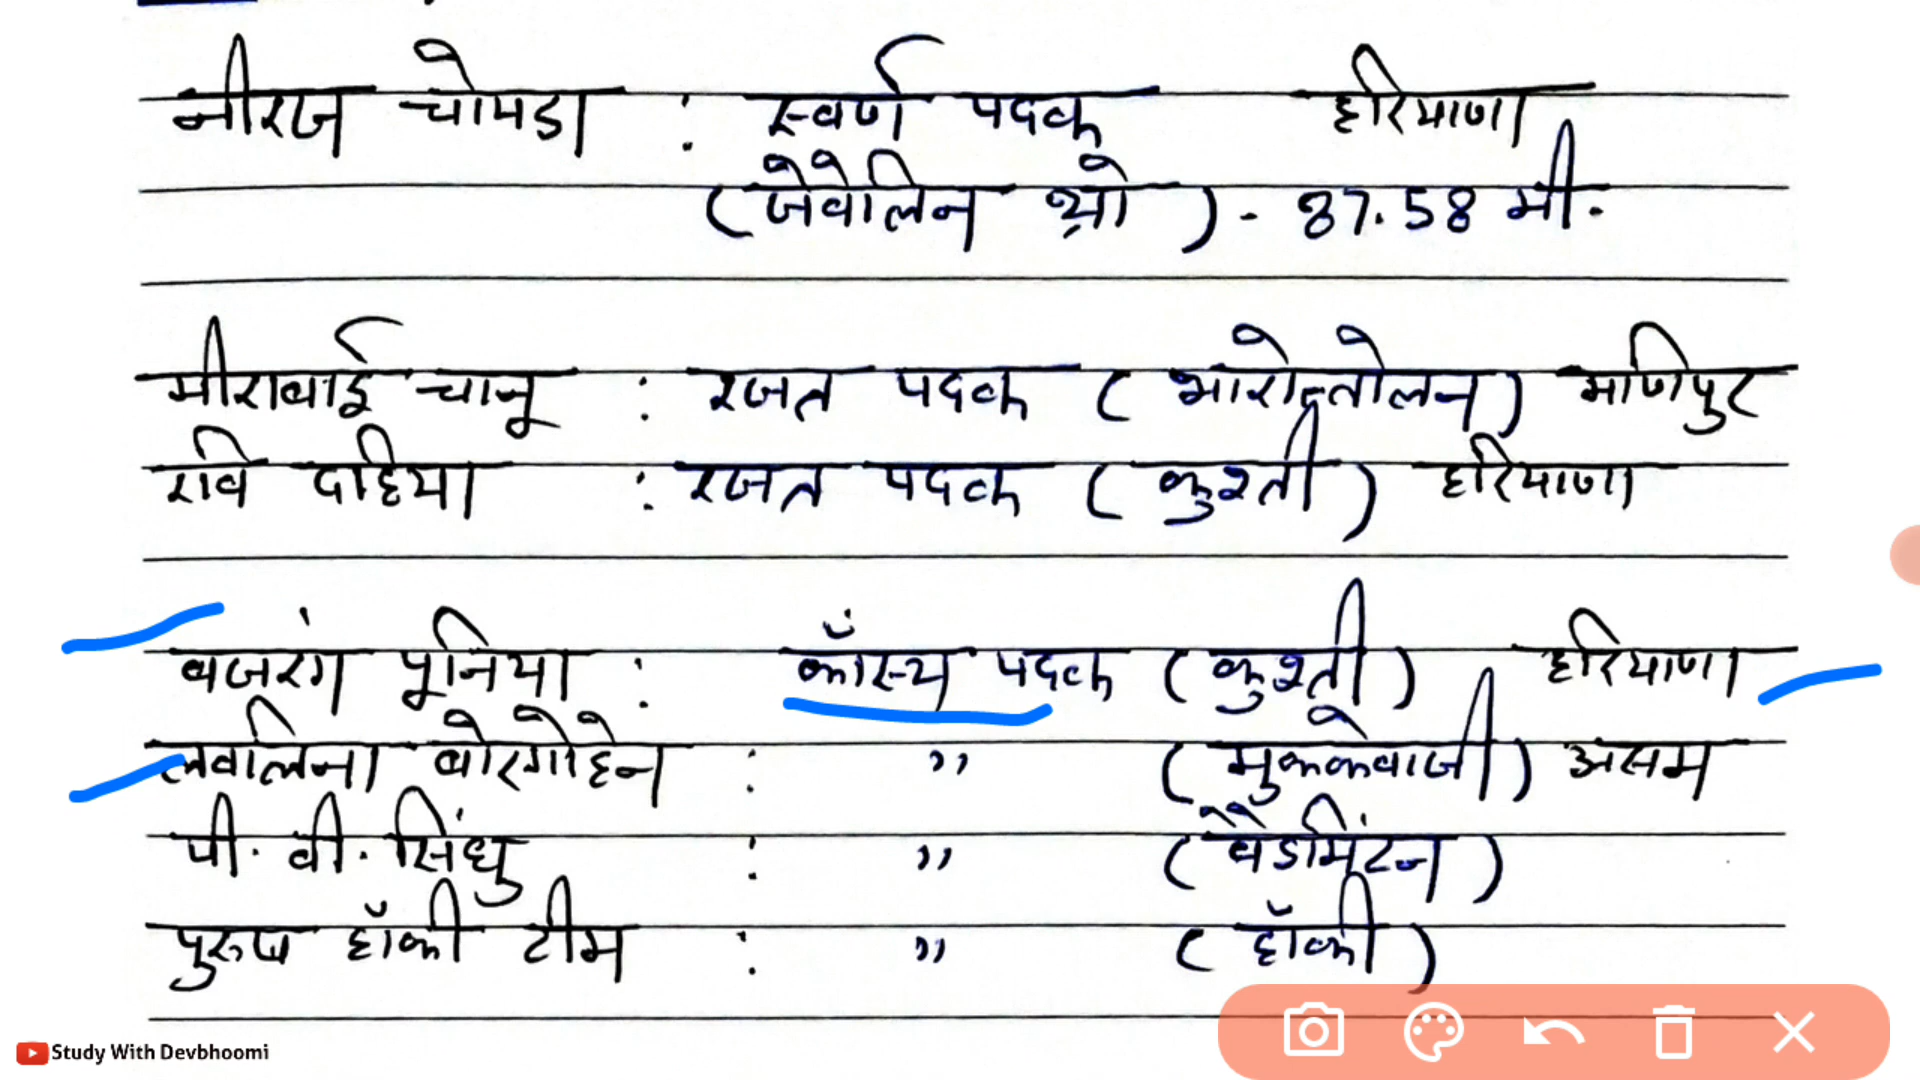 नीरज चोपडा : स्वर्ण पदक हरियाणा
(जेवेलिन थ्रो) - 87.58 मी.
मीराबाई चानू : रजत पदक (भारोत्तोलन) मणिपुर
रवि दहिया : रजत पदक (कुश्ती) हरियाणा
बजरंग पूनिया : काँस्य पदक (कुश्ती) हरियाणा
लवलिना बोरगोहेन : " (मुक्केबाजी) असम
पी. वी. सिंधु : " (बैडमिंटन)
पुरुष हॉकी टीम : " (हॉकी)
Study With Devbhoomi